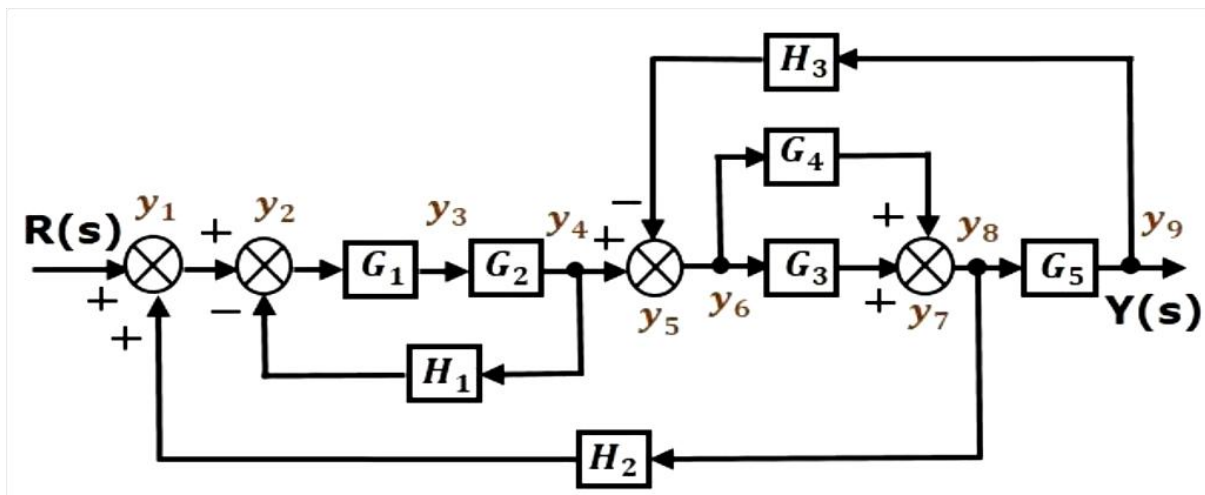 H₃
G₄
y₁ y₂ y₃ y₄ y₈ y₉
R(s) + + − +
G₁ G₂ G₃ G₅
+ − + y₅ y₆ + y₇ Y(s)
+
H₁
H₂